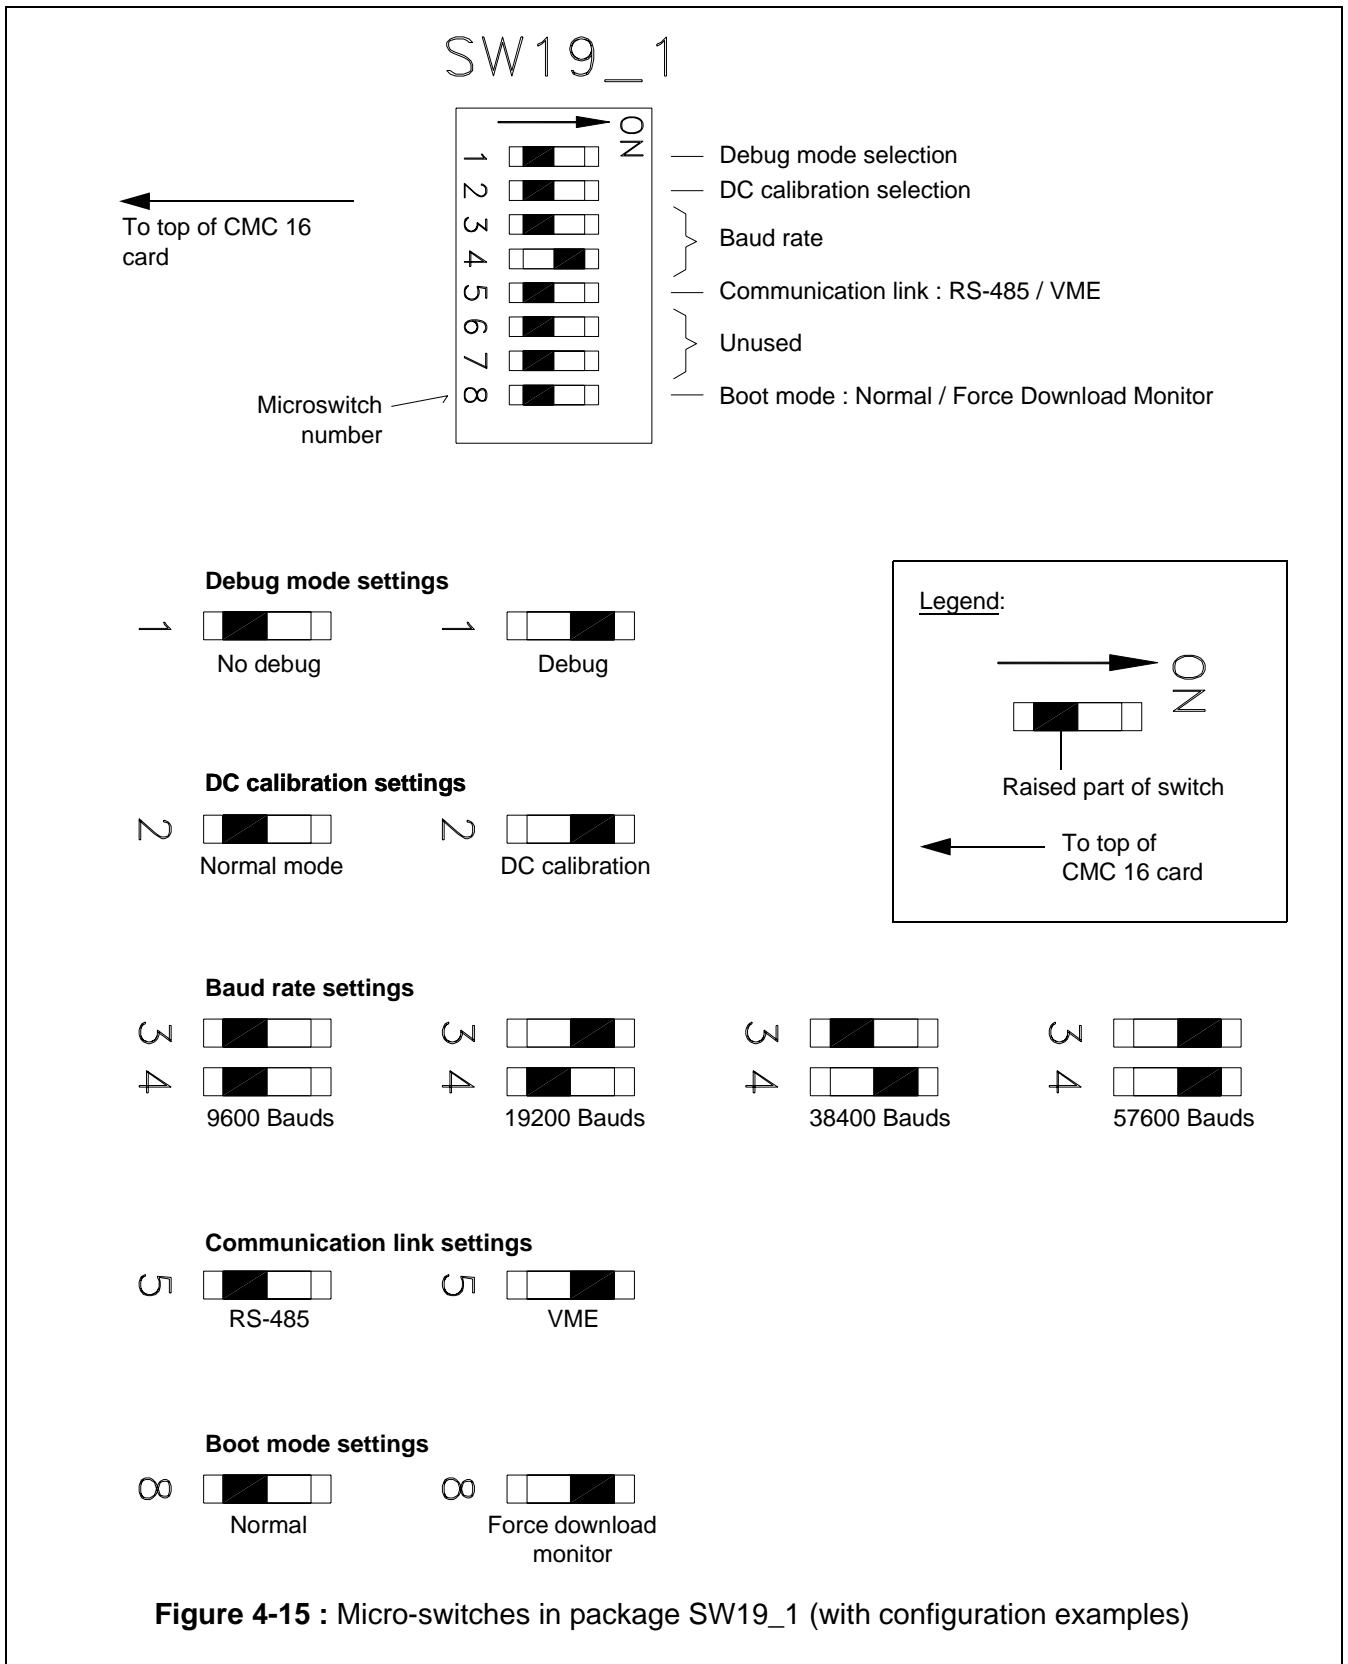 SW19_1
ON
1
2
3
4
5
6
7
8
Debug mode selection
DC calibration selection
Baud rate
Communication link : RS-485 / VME
Unused
Boot mode : Normal / Force Download Monitor
To top of CMC 16
card
Microswitch
number
Debug mode settings
1
No debug
1
Debug
DC calibration settings
2
Normal mode
2
DC calibration
Legend:
ON
Raised part of switch
To top of
CMC 16 card
Baud rate settings
3
4
9600 Bauds
3
4
19200 Bauds
3
4
38400 Bauds
3
4
57600 Bauds
Communication link settings
5
RS-485
5
VME
Boot mode settings
8
Normal
8
Force download
monitor
Figure 4-15 : Micro-switches in package SW19_1 (with configuration examples)